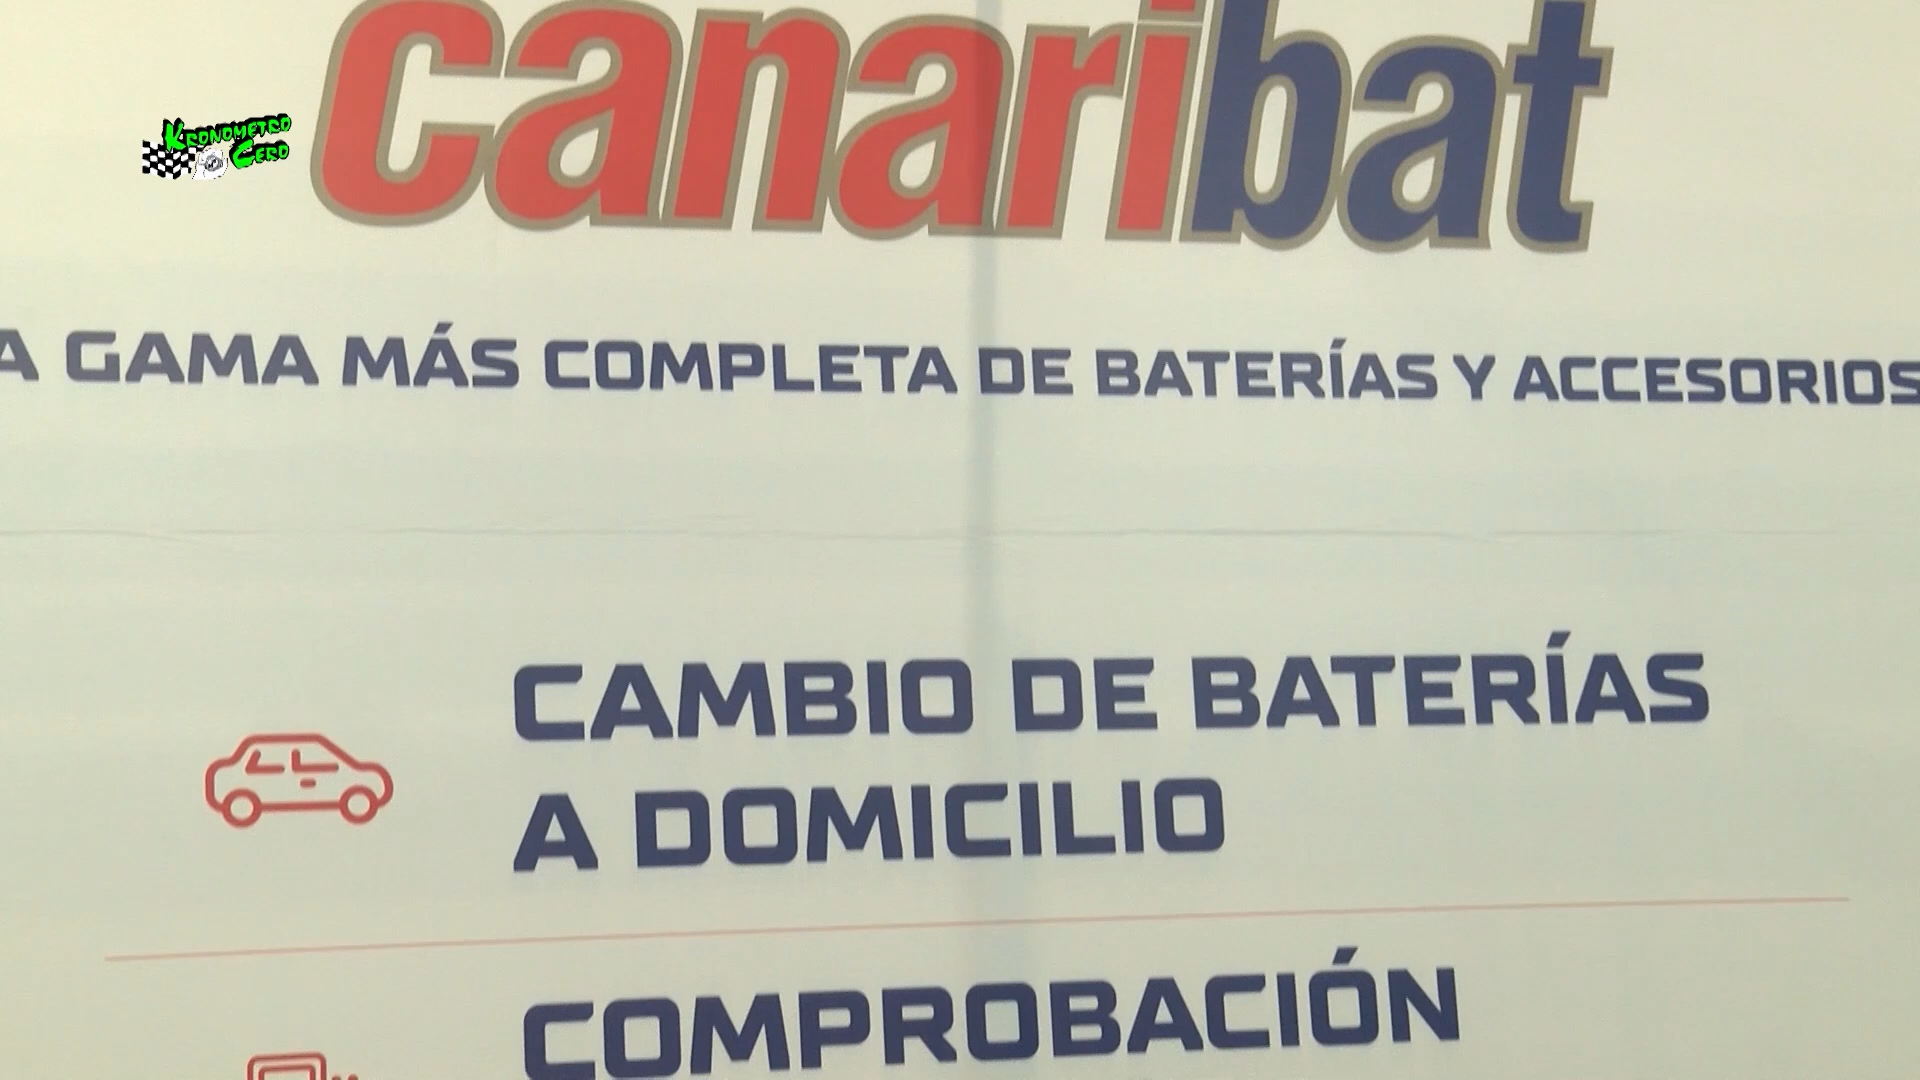 canaribat
KRONOMETRO
CERO
A GAMA MÁS COMPLETA DE BATERÍAS Y ACCESORIOS
CAMBIO DE BATERÍAS
A DOMICILIO
COMPROBACIÓN